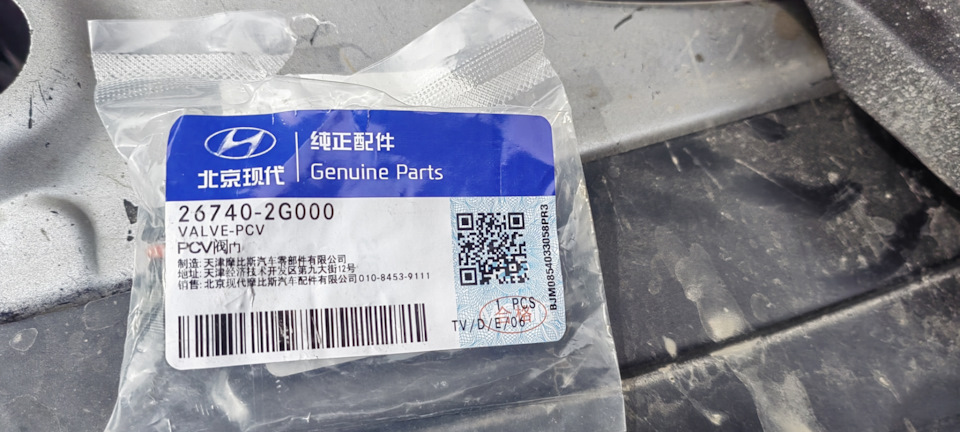 北京现代
纯正配件
Genuine Parts
26740-2G000
VALVE-PCV
PCV阀门
制造: 天津摩比斯汽车零部件有限公司
地址: 天津经济技术开发区第九大街12号
销售: 北京现代摩比斯汽车配件有限公司 010-8453-9111
BJM0854033058PR3
1 PCS
合格
TV/D/E/06